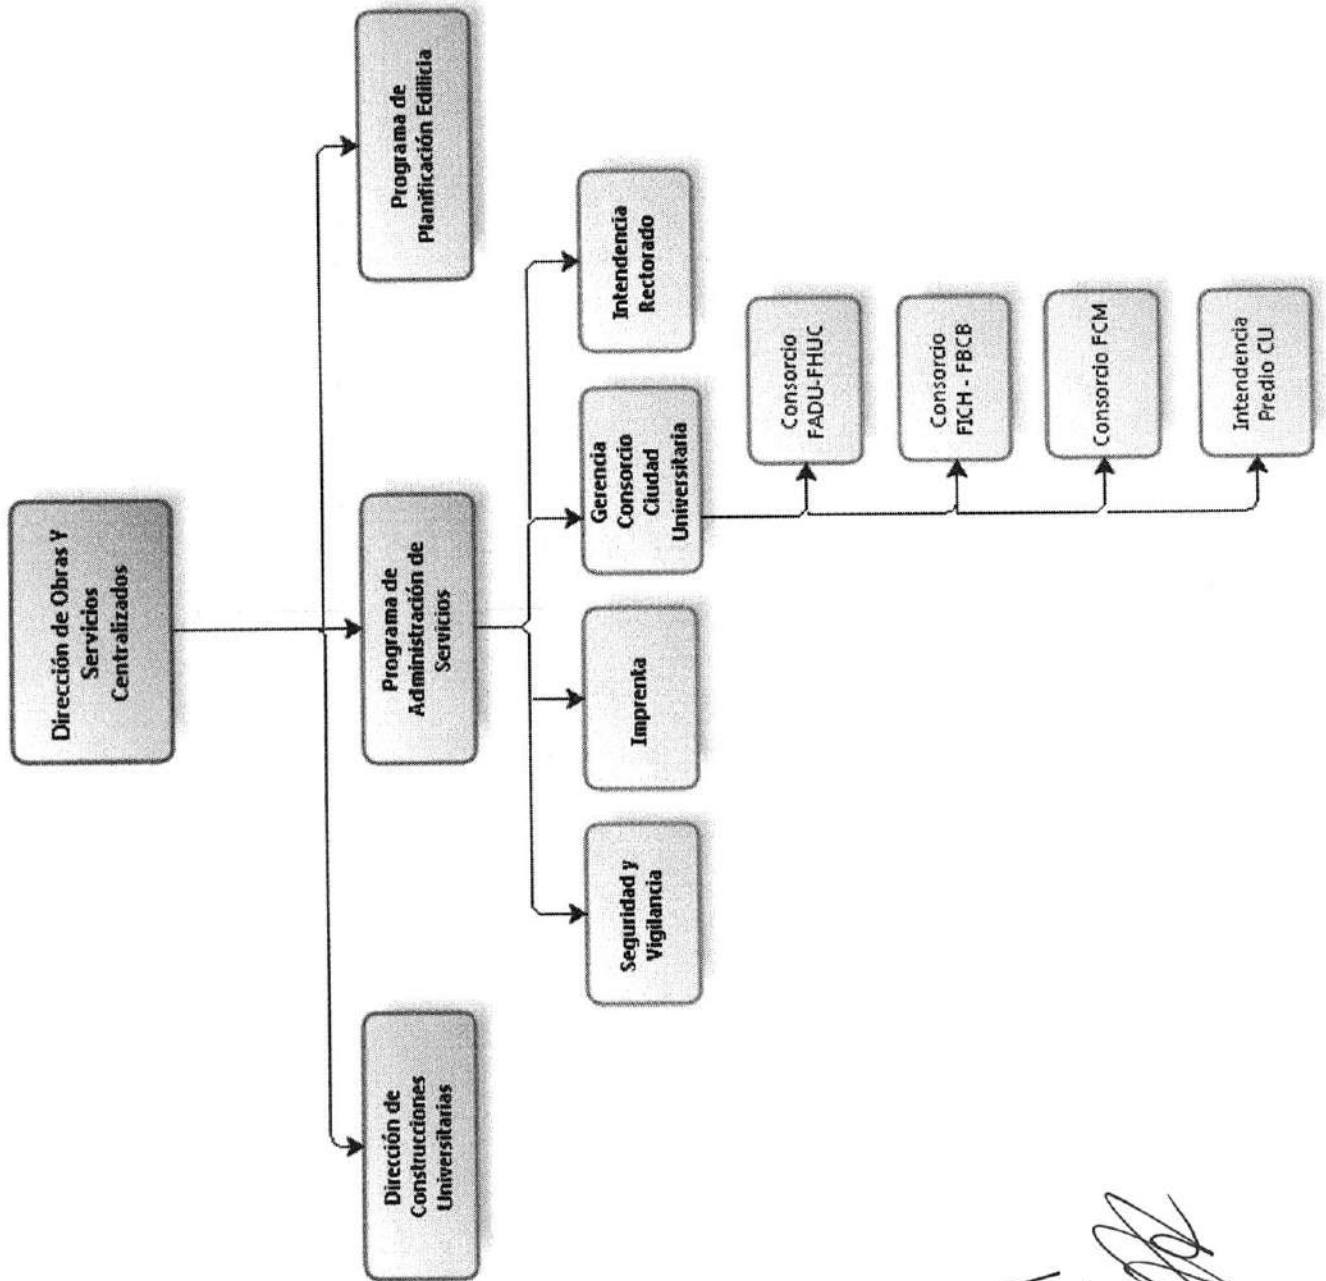 Dirección de Obras Y
Servicios
Centralizados
Dirección de
Construcciones
Universitarias
Programa de
Administración de
Servicios
Programa de
Planificación Edilicia
Seguridad y
Vigilancia
Imprenta
Gerencia
Consorcio
Ciudad
Universitaria
Intendencia
Rectorado
Consorcio
FADU-FHUC
Consorcio
FICH - FBCB
Consorcio FCM
Intendencia
Predio CU